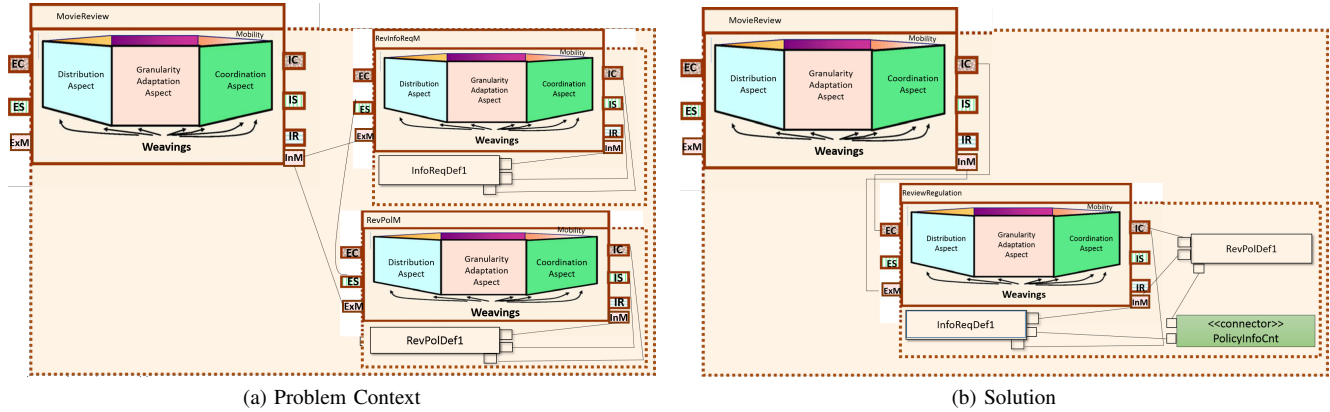 MovieReview
Mobility
Distribution
Aspect
Granularity
Adaptation
Aspect
Coordination
Aspect
Weavings
EC
ES
ExM
IC
IS
IR
InM
RevInfoReqM
Mobility
Distribution
Aspect
Granularity
Adaptation
Aspect
Coordination
Aspect
Weavings
EC
ES
ExM
IC
IS
IR
InM
InfoReqDef1
RevPolM
Mobility
Distribution
Aspect
Granularity
Adaptation
Aspect
Coordination
Aspect
Weavings
EC
ES
ExM
IC
IS
IR
InM
RevPolDef1
(a) Problem Context
MovieReview
Mobility
Distribution
Aspect
Granularity
Adaptation
Aspect
Coordination
Aspect
Weavings
EC
ES
ExM
IC
IS
IR
InM
ReviewRegulation
Mobility
Distribution
Aspect
Granularity
Adaptation
Aspect
Coordination
Aspect
Weavings
EC
ES
ExM
IC
IS
IR
InM
RevPolDef1
InfoReqDef1
<<connector>>
PolicyInfoCnt
(b) Solution